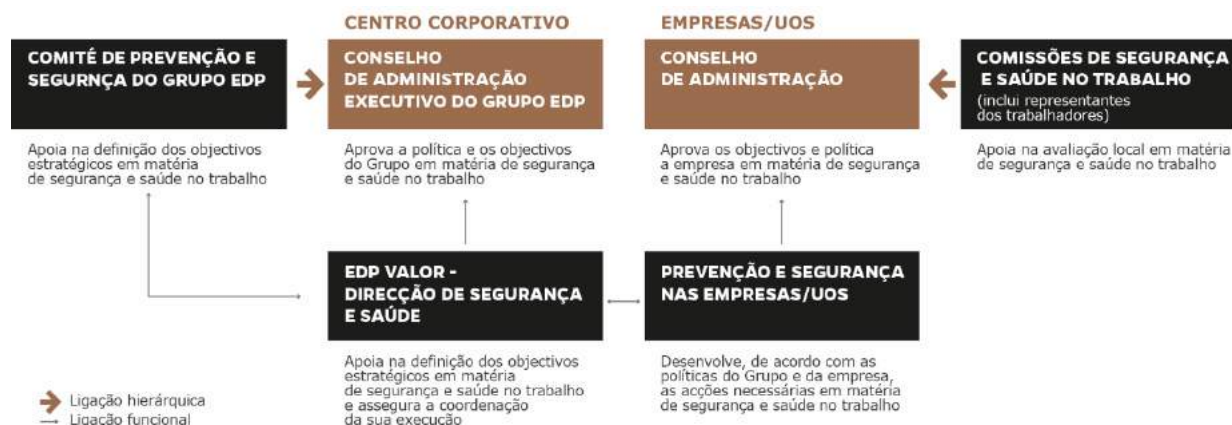 CENTRO CORPORATIVO
EMPRESAS/UOS
COMITÉ DE PREVENÇÃO E
SEGURNÇA DO GRUPO EDP
CONSELHO
DE ADMINISTRAÇÃO
EXECUTIVO DO GRUPO EDP
CONSELHO
DE ADMINISTRAÇÃO
COMISSÕES DE SEGURANÇA
E SAÚDE NO TRABALHO
(inclui representantes
dos trabalhadores)
Apoia na definição dos objectivos
estratégicos em matéria
de segurança e saúde no trabalho
Aprova a política e os objectivos
do Grupo em matéria de segurança
e saúde no trabalho
Aprova os objectivos e política
a empresa em matéria de segurança
e saúde no trabalho
Apoia na avaliação local em matéria
de segurança e saúde no trabalho
EDP VALOR -
DIRECÇÃO DE SEGURANÇA
E SAÚDE
PREVENÇÃO E SEGURANÇA
NAS EMPRESAS/UOS
Apoia na definição dos objectivos
estratégicos em matéria
de segurança e saúde no trabalho
e assegura a coordenação
da sua execução
Desenvolve, de acordo com as
políticas do Grupo e da empresa,
as acções necessárias em matéria
de segurança e saúde no trabalho
Ligação hierárquica
Ligação funcional